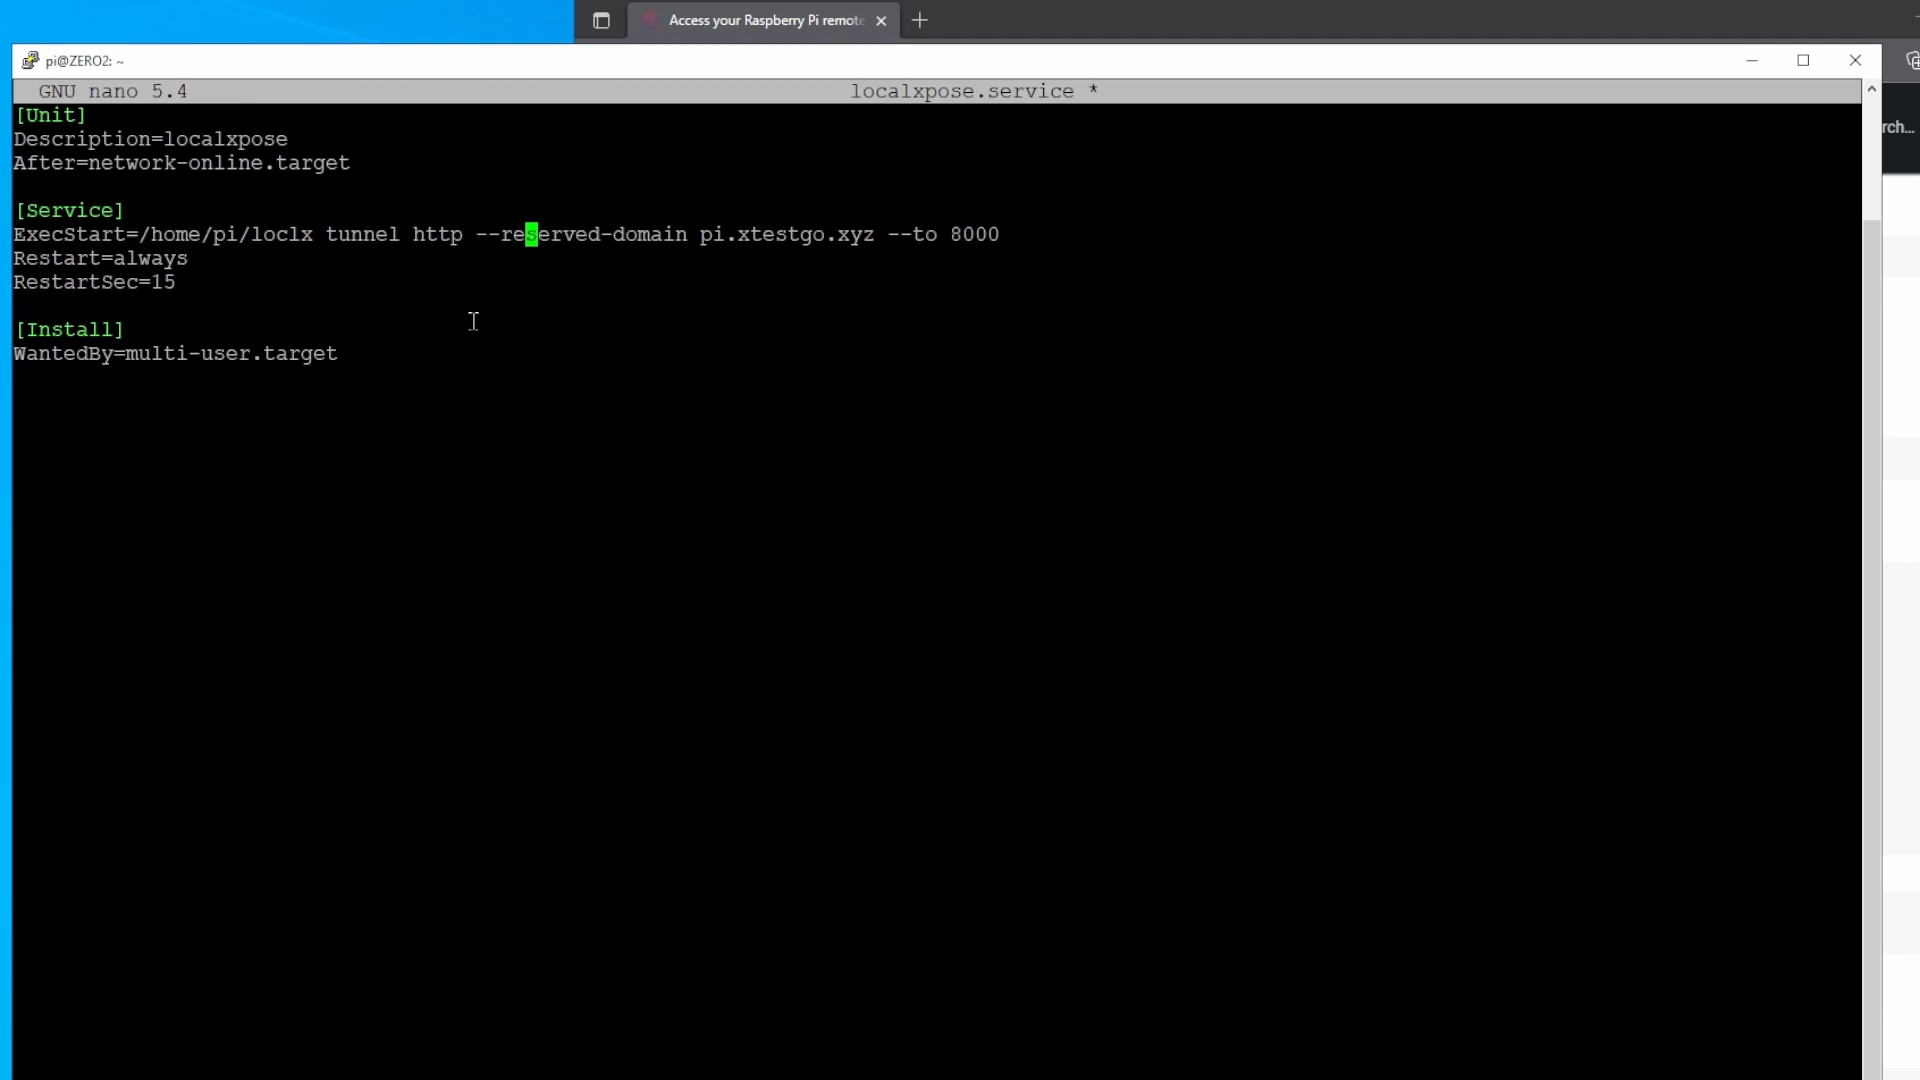 Access your Raspberry Pi remote
pi@ZERO2: ~
GNU nano 5.4 localxpose.service *
rch...
[Unit]
Description=localxpose
After=network-online.target
[Service]
ExecStart=/home/pi/loclx tunnel http --reserved-domain pi.xtestgo.xyz --to 8000
Restart=always
RestartSec=15
[Install]
WantedBy=multi-user.target